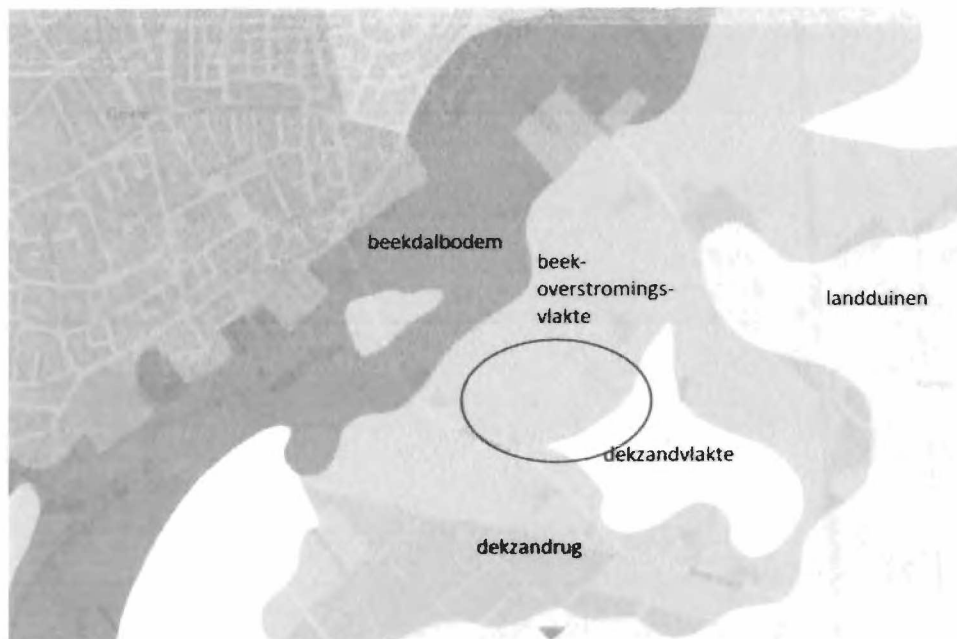 beekdalbodem
beek-
overstromings-
vlakte
landduinen
dekzandvlakte
dekzandrug